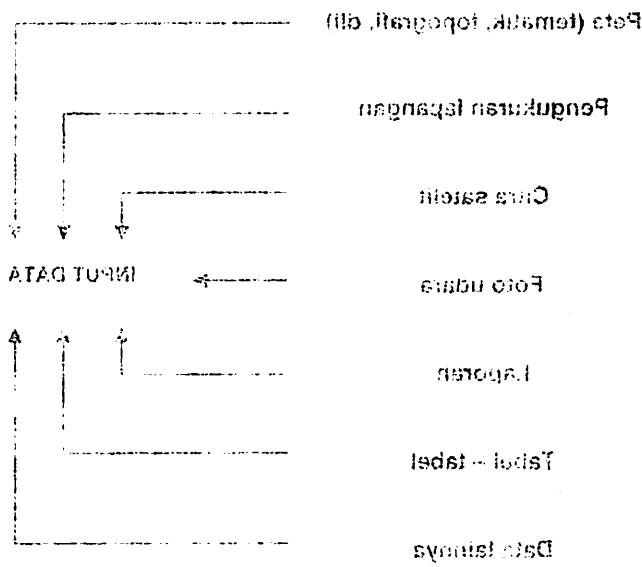 Peta (tematik, topografi, dll)
Pengukuran lapangan
Citra satelit
INPUT DATA
Foto udara
Laporan
Tabel – tabel
Data lainnya